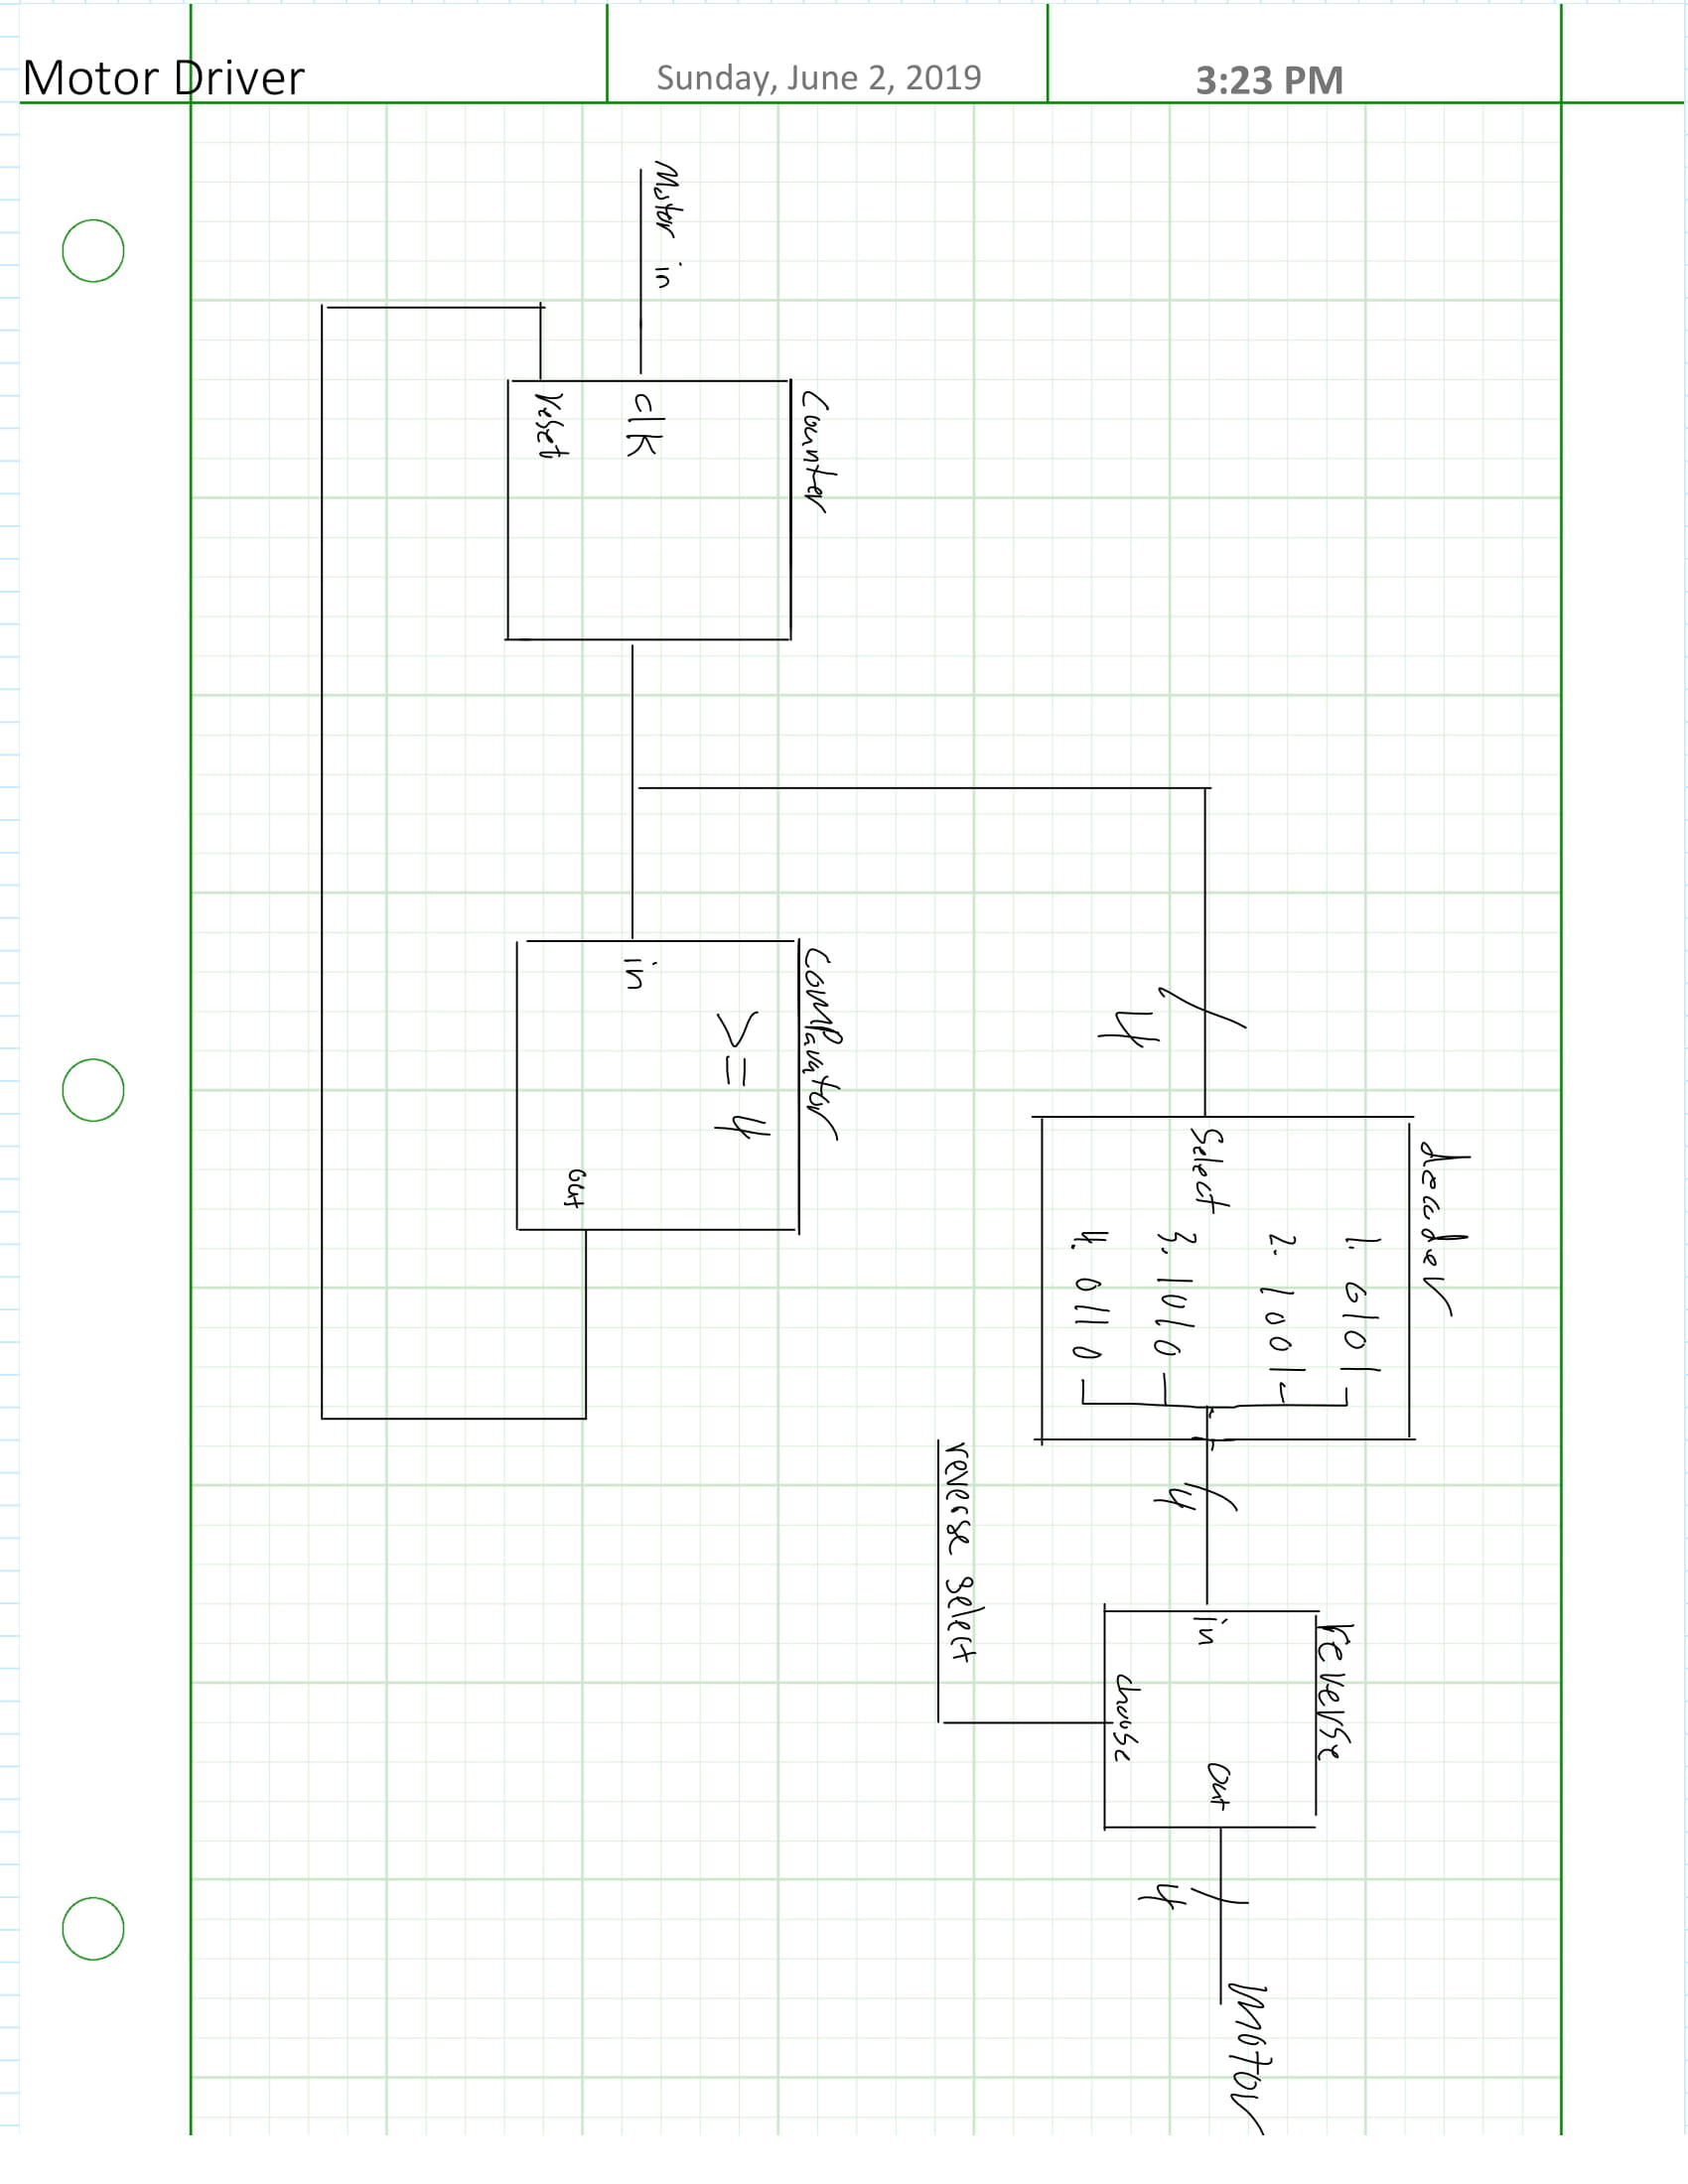 Motor Driver
Sunday, June 2, 2019
3:23 PM
decoder
1. 0101
2. 1001
Select
3. 1010
4. 0110
4
4
reverse
in
out
choose
motor
4
reverse select
counter
Motor in
clk
reset
comParator
>= 4
in
out